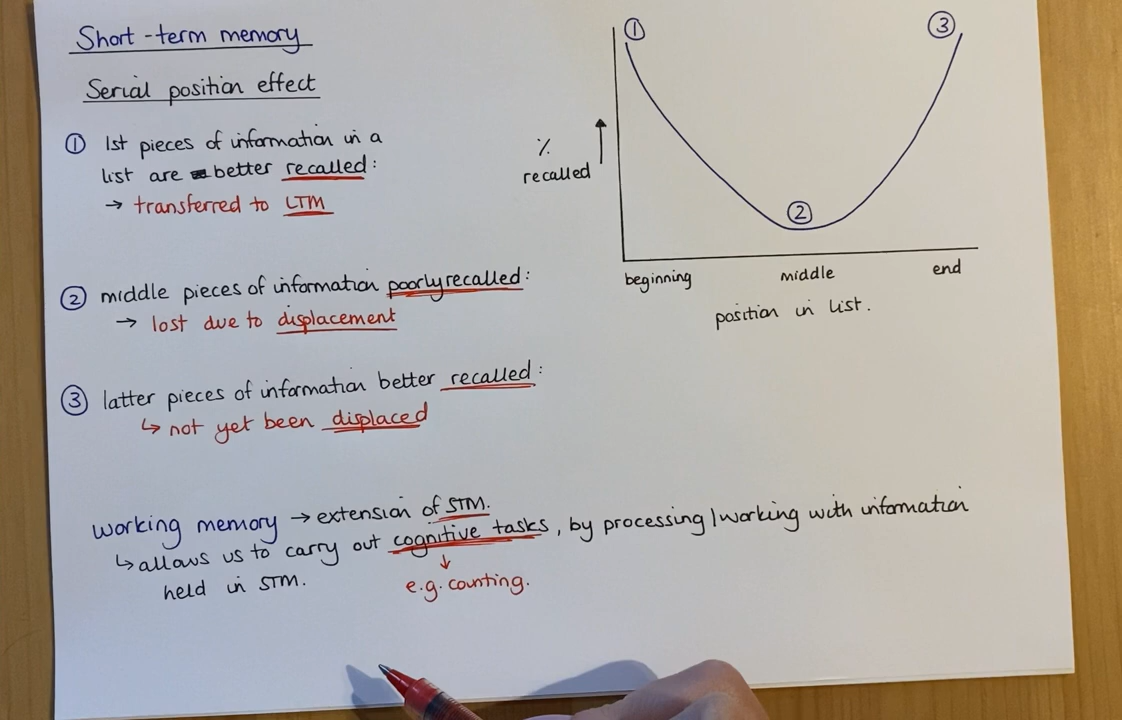 Short-term memory
Serial position effect
① 1st pieces of information in a
list are better recalled:
→ transferred to LTM
② middle pieces of information poorly recalled:
→ lost due to displacement
③ latter pieces of information better recalled:
↳ not yet been displaced
working memory → extension of STM.
↳ allows us to carry out cognitive tasks, by processing/working with information
held in STM.
↓
e.g. counting.
①
③
②
%
recalled
beginning
middle
end
position in list.